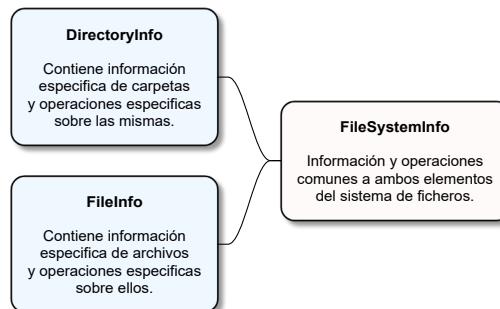 DirectoryInfo
Contiene información
especifica de carpetas
y operaciones especificas
sobre las mismas.
FileSystemInfo
Información y operaciones
comunes a ambos elementos
del sistema de ficheros.
FileInfo
Contiene información
especifica de archivos
y operaciones especificas
sobre ellos.